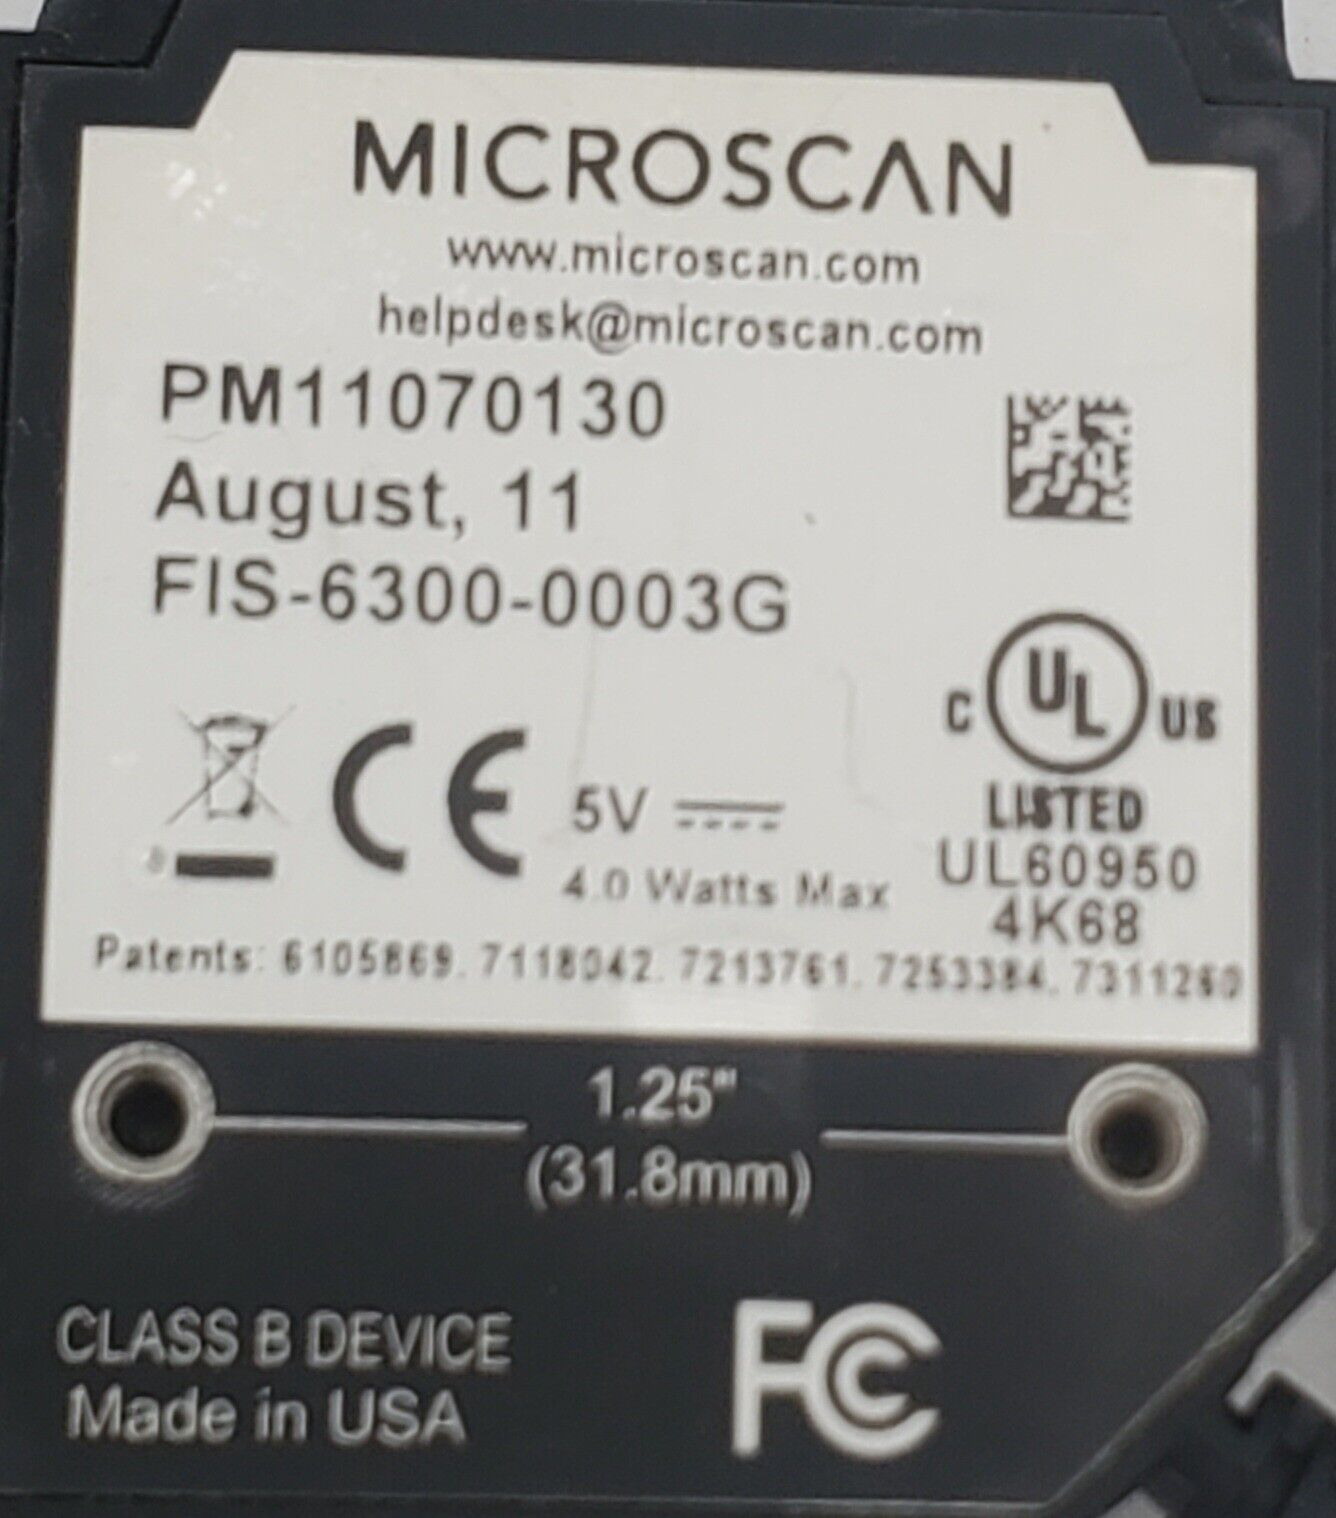 MICROSCAN
www.microscan.com
helpdesk@microscan.com
PM11070130
August, 11
FIS-6300-0003G
C UL US
LISTED
UL60950
4K68
CE
5V
4.0 Watts Max
Patents: 6105869, 7118042, 7213761, 7253384, 7311260
1.25"
(31.8mm)
CLASS B DEVICE
Made in USA
FC